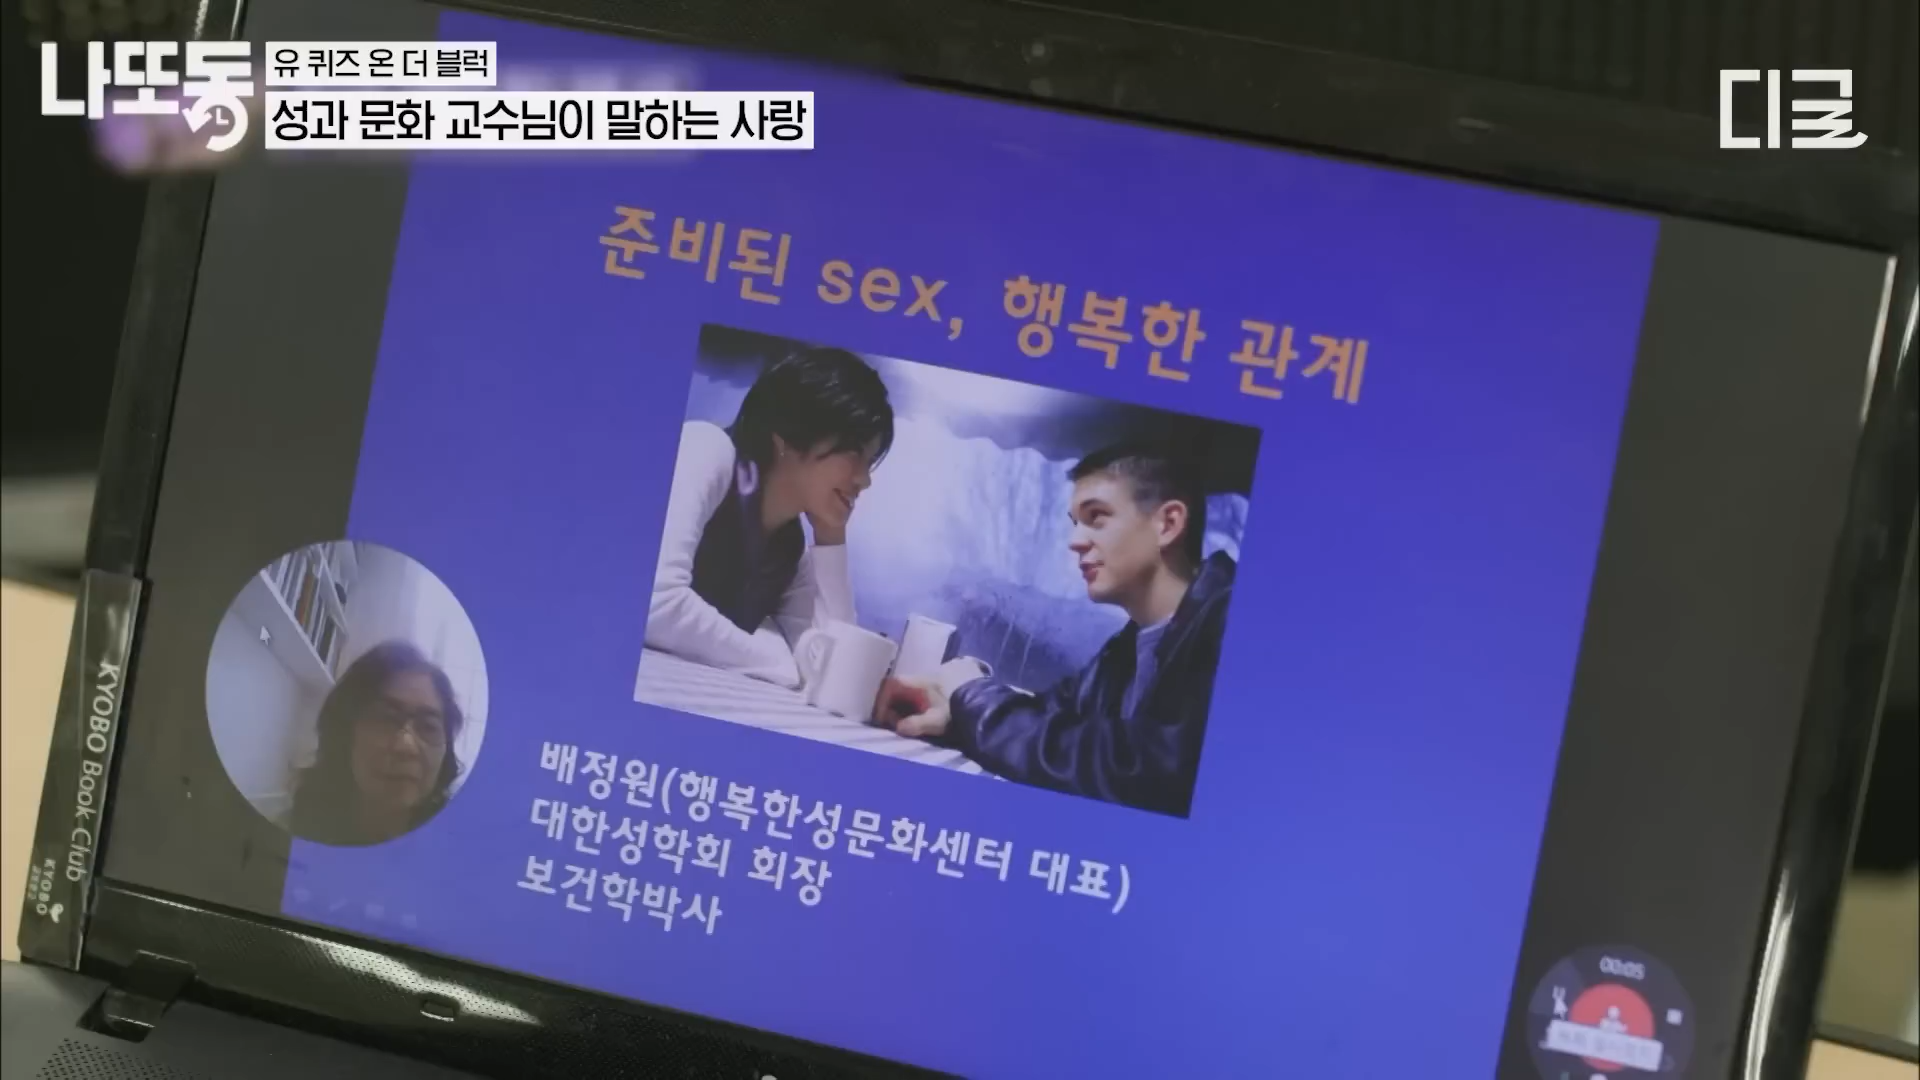 나또동
유 퀴즈 온 더 블럭
성과 문화 교수님이 말하는 사랑
디글
준비된 sex, 행복한 관계
배정원(행복한성문화센터 대표)
대한성학회 회장
보건학박사
KYOBO Book Club
KYOBO
00:05